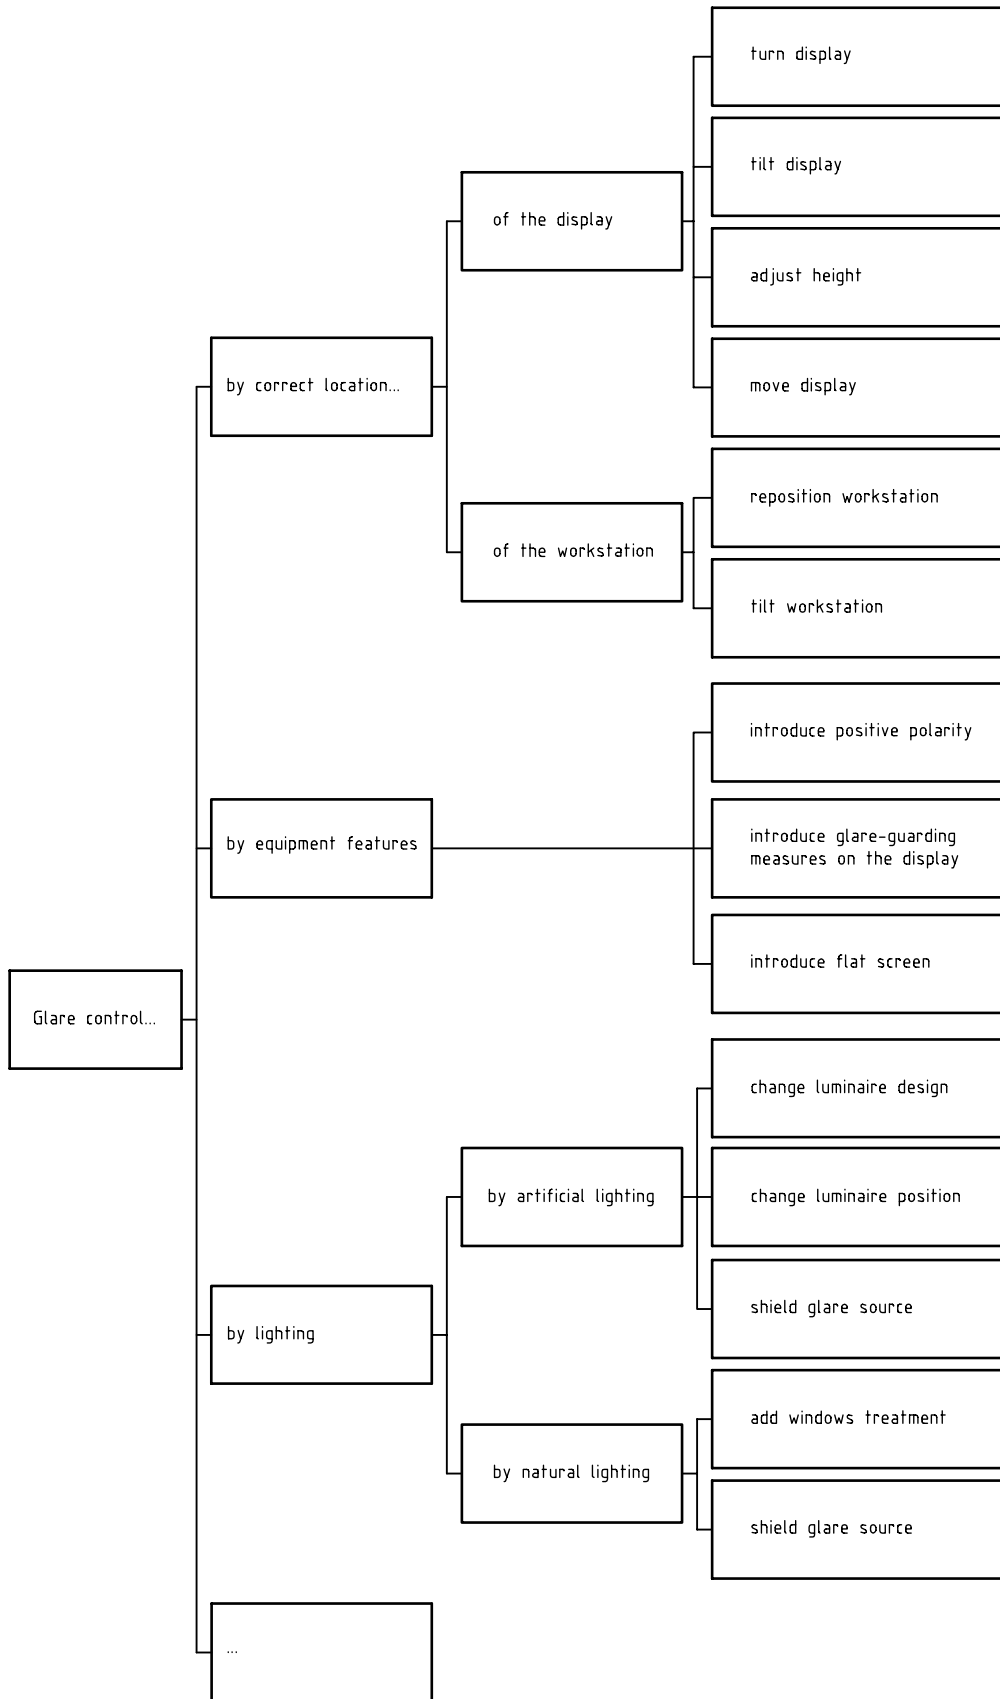 turn display
tilt display
of the display
adjust height
by correct location...
move display
reposition workstation
of the workstation
tilt workstation
introduce positive polarity
by equipment features
introduce glare-guarding
measures on the display
introduce flat screen
Glare control...
change luminaire design
by artificial lighting
change luminaire position
shield glare source
by lighting
add windows treatment
by natural lighting
shield glare source
...